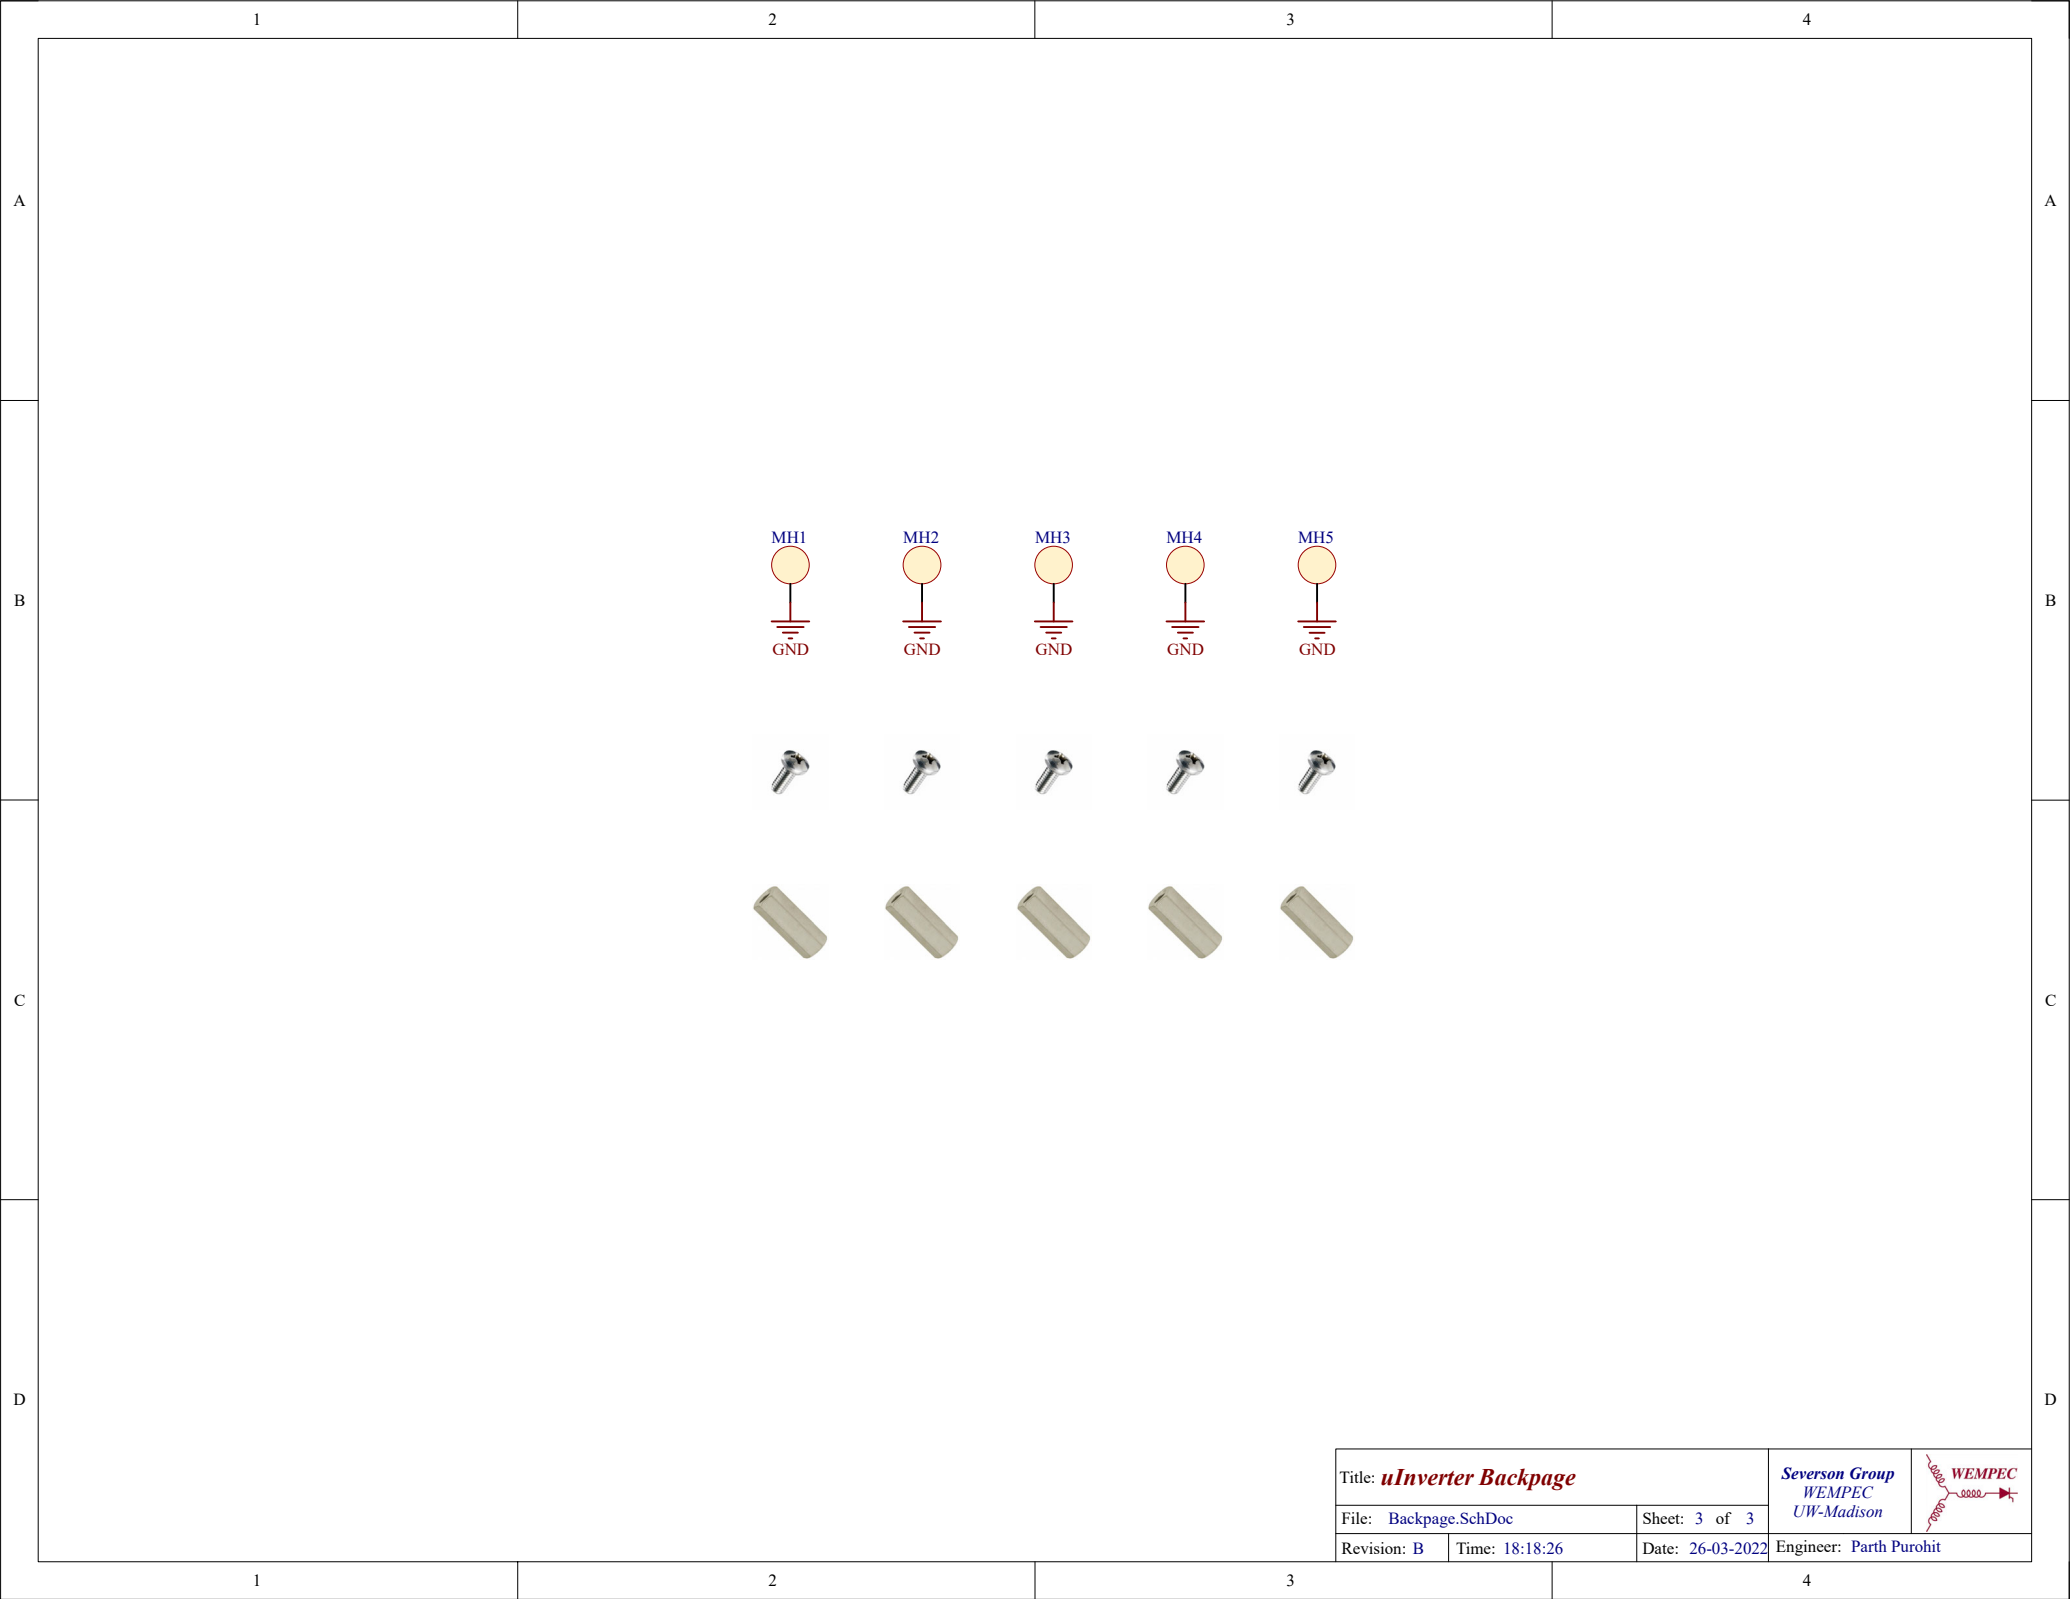 1 2 3 4
A A
MH1 MH2 MH3 MH4 MH5
B B
GND GND GND GND GND
C C
D D
Title: uInverter Backpage
Severson Group
WEMPEC
UW-Madison
WEMPEC
File: Backpage.SchDoc
Sheet: 3 of 3
Revision: B
Time: 18:18:26
Date: 26-03-2022
Engineer: Parth Purohit
1 2 3 4